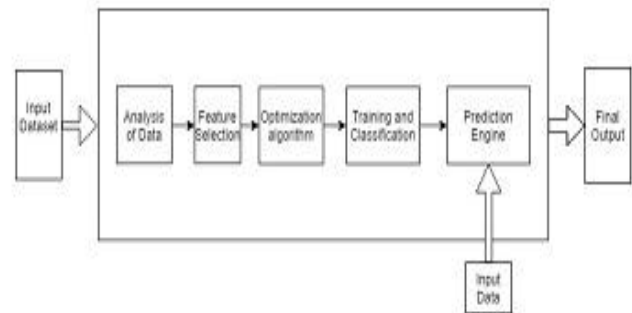 Input
Dataset
Analysis
of Data
Feature
Selection
Optimization
algorithm
Training and
Classification
Prediction
Engine
Final
Output
Input
Data